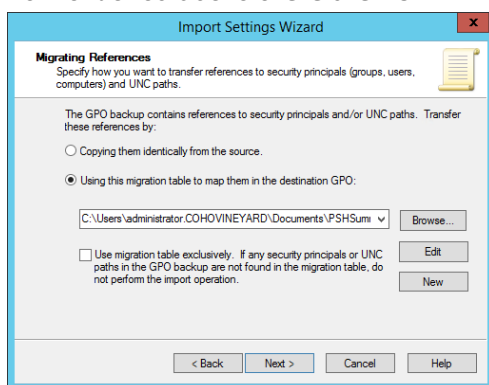 Import Settings Wizard
x
Migrating References
Specify how you want to transfer references to security principals (groups, users,
computers) and UNC paths.
The GPO backup contains references to security principals and/or UNC paths. Transfer
these references by:
Copying them identically from the source.
Using this migration table to map them in the destination GPO:
C:\Users\administrator.COHOVINEYARD\Documents\PSHSumm
Browse...
Use migration table exclusively. If any security principals or UNC
paths in the GPO backup are not found in the migration table, do
not perform the import operation.
Edit
New
< Back
Next >
Cancel
Help